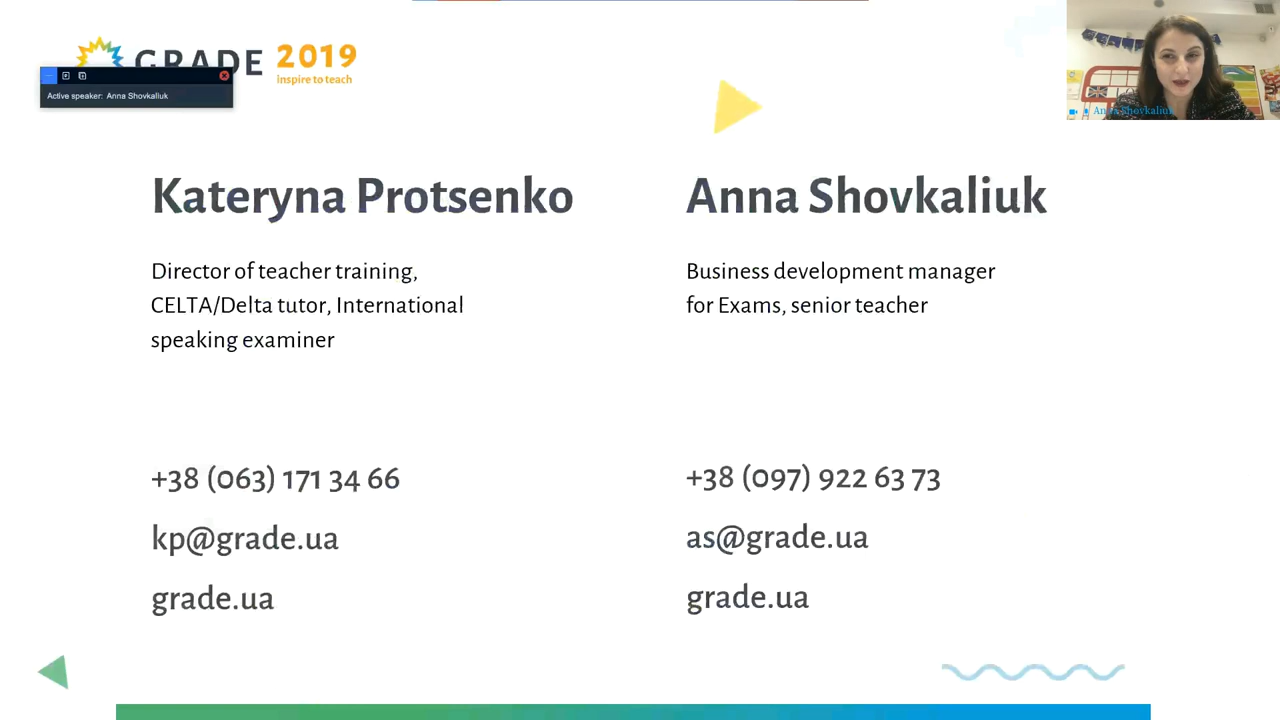 GRADE 2019
inspire to teach
Active speaker: Anna Shovkaliuk
Anna Shovkaliuk
Kateryna Protsenko
Director of teacher training,
CELTA/Delta tutor, International
speaking examiner
+38 (063) 171 34 66
kp@grade.ua
grade.ua
Anna Shovkaliuk
Business development manager
for Exams, senior teacher
+38 (097) 922 63 73
as@grade.ua
grade.ua